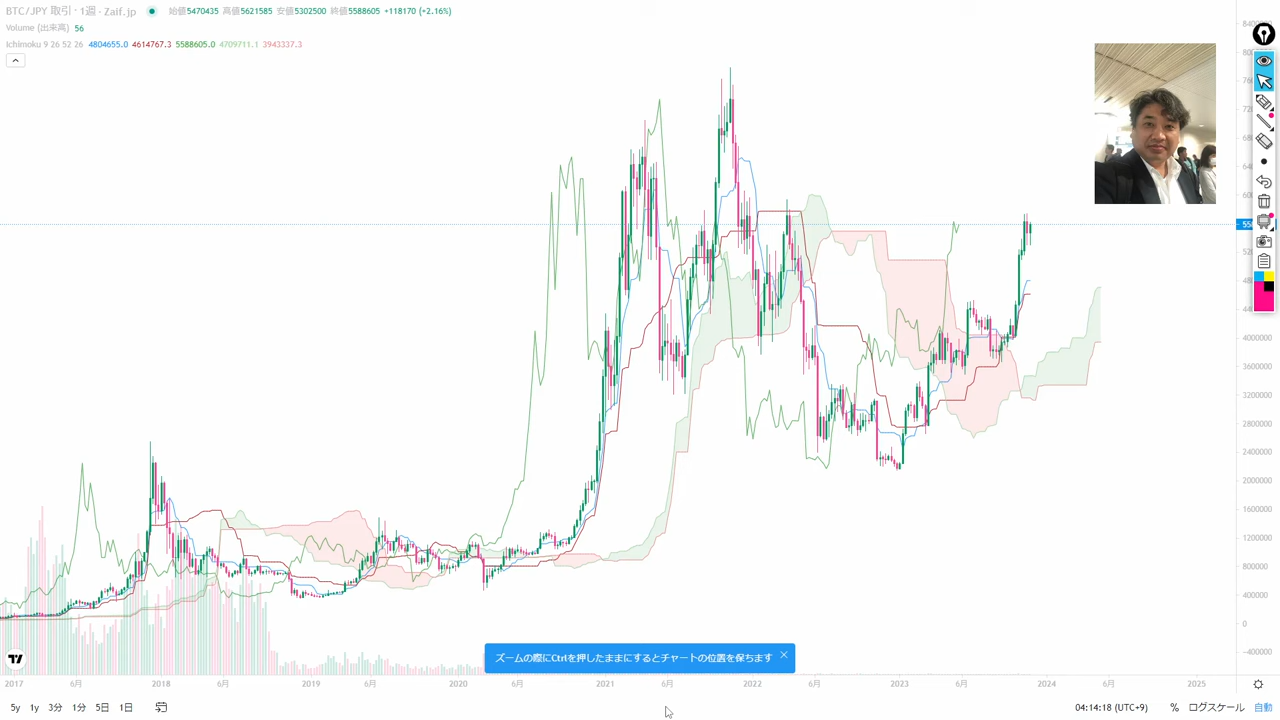 BTC/JPY 取引 · 1週 · Zaif.jp 始値5470435 高値5621585 安値5302500 終値5588605 +118170 (+2.16%)
Volume (出来高) 56
Ichimoku 9 26 52 26 4804655.0 4614767.3 5588605.0 4709711.1 3943337.3
4000000
3600000
3200000
2800000
2400000
2000000
1600000
1200000
800000
400000
0
-400000
ズームの際にCtrlを押したままにするとチャートの位置を保ちます
2017 6月 2018 6月 2019 6月 2020 6月 2021 6月 2022 6月 2023 6月 2024 6月 2025
5y 1y 3分 1分 5日 1日 04:14:18 (UTC+9) % ログスケール 自動